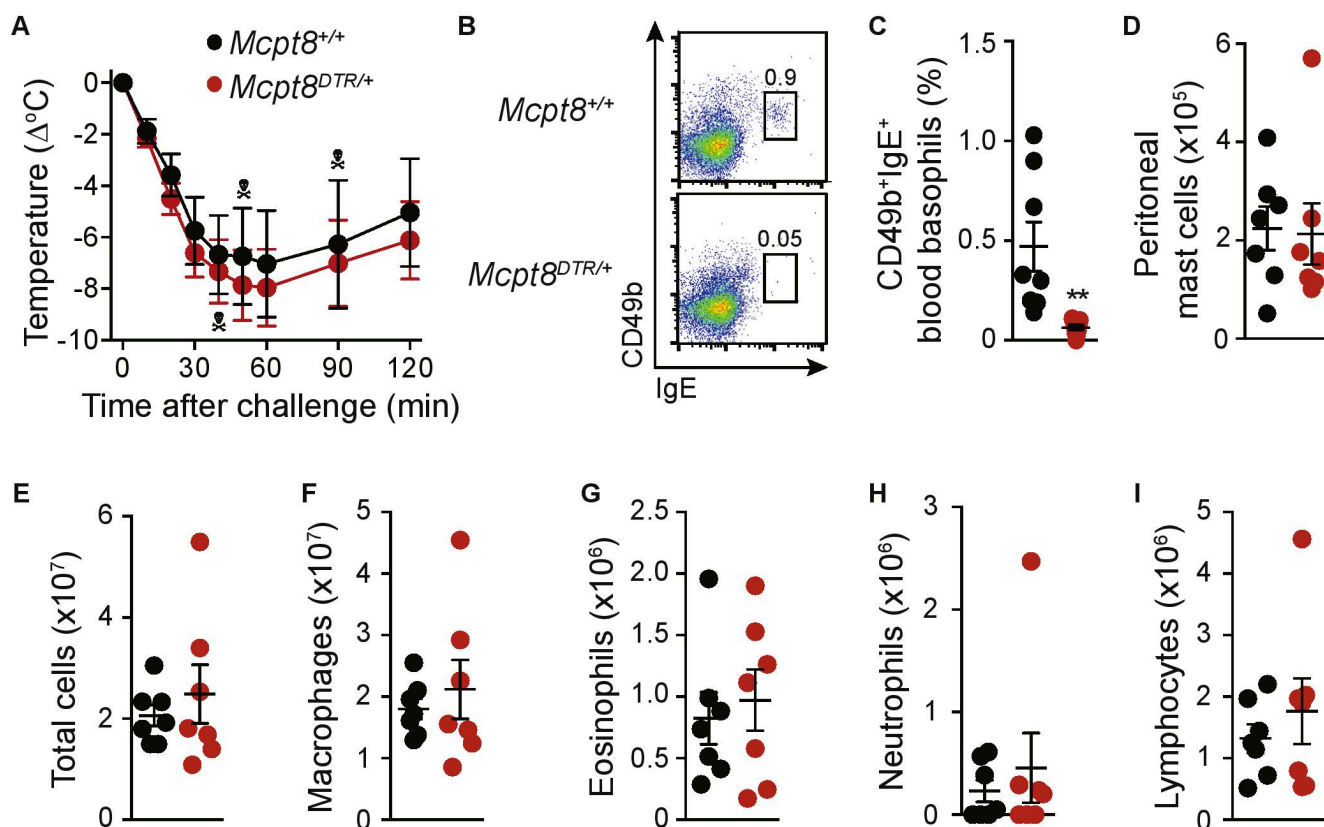 A
Mcpt8+/+
Mcpt8DTR/+
Temperature (Δ°C)
0
-2
-4
-6
-8
-10
0 30 60 90 120
Time after challenge (min)
B
Mcpt8+/+
0.9
Mcpt8DTR/+
0.05
CD49b
IgE
C
CD49b+IgE+
blood basophils (%)
1.5
1.0
0.5
0
**
D
Peritoneal
mast cells (x10⁵)
6
4
2
0
E
Total cells (x10⁷)
6
4
2
0
F
Macrophages (x10⁷)
5
4
3
2
1
0
G
Eosinophils (x10⁶)
2.5
2.0
1.5
1.0
0.5
0
H
Neutrophils (x10⁶)
3
2
1
0
I
Lymphocytes (x10⁶)
5
4
3
2
1
0